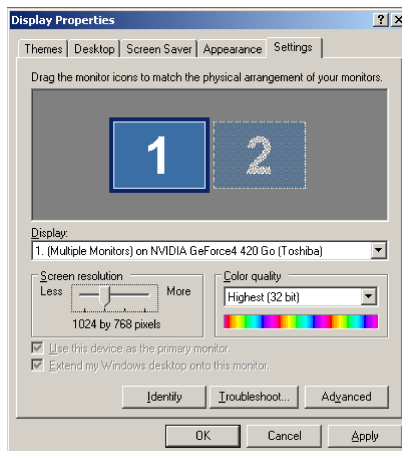 Display Properties
Themes Desktop Screen Saver Appearance Settings
Drag the monitor icons to match the physical arrangement of your monitors.
1 2
Display:
1. (Multiple Monitors) on NVIDIA GeForce4 420 Go (Toshiba)
Screen resolution
Less More
1024 by 768 pixels
Color quality
Highest (32 bit)
Use this device as the primary monitor.
Extend my Windows desktop onto this monitor.
Identify Troubleshoot... Advanced
OK Cancel Apply